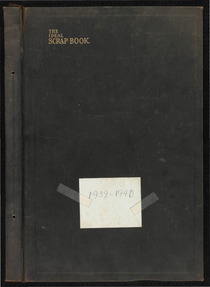 THE
IDEAL
SCRAP BOOK
1939-1940